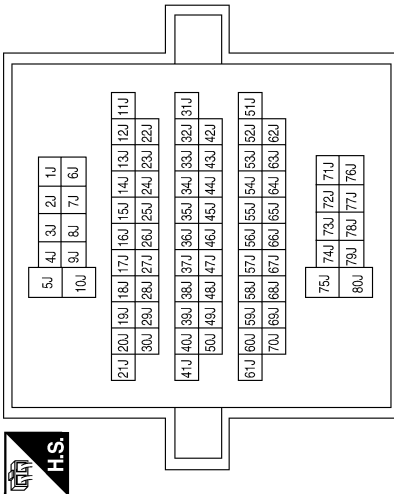 H.S.
5J 4J 3J 2J 1J
10J 9J 8J 7J 6J
21J 20J 19J 18J 17J 16J 15J 14J 13J 12J 11J
30J 29J 28J 27J 26J 25J 24J 23J 22J
41J 40J 39J 38J 37J 36J 35J 34J 33J 32J 31J
50J 49J 48J 47J 46J 45J 44J 43J 42J
61J 60J 59J 58J 57J 56J 55J 54J 53J 52J 51J
70J 69J 68J 67J 66J 65J 64J 63J 62J
75J 74J 73J 72J 71J
80J 79J 78J 77J 76J